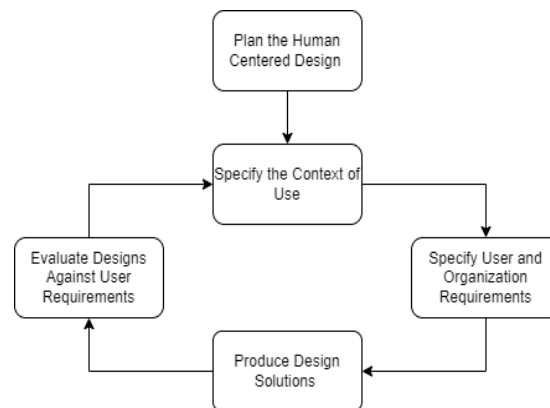 Plan the Human
Centered Design
Specify the Context of
Use
Specify User and
Organization
Requirements
Produce Design
Solutions
Evaluate Designs
Against User
Requirements